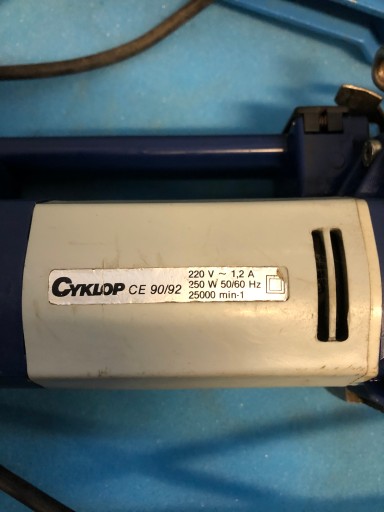 CYKLOP CE 90/92
220 V ~ 1,2 A
250 W 50/60 Hz
25000 min-1